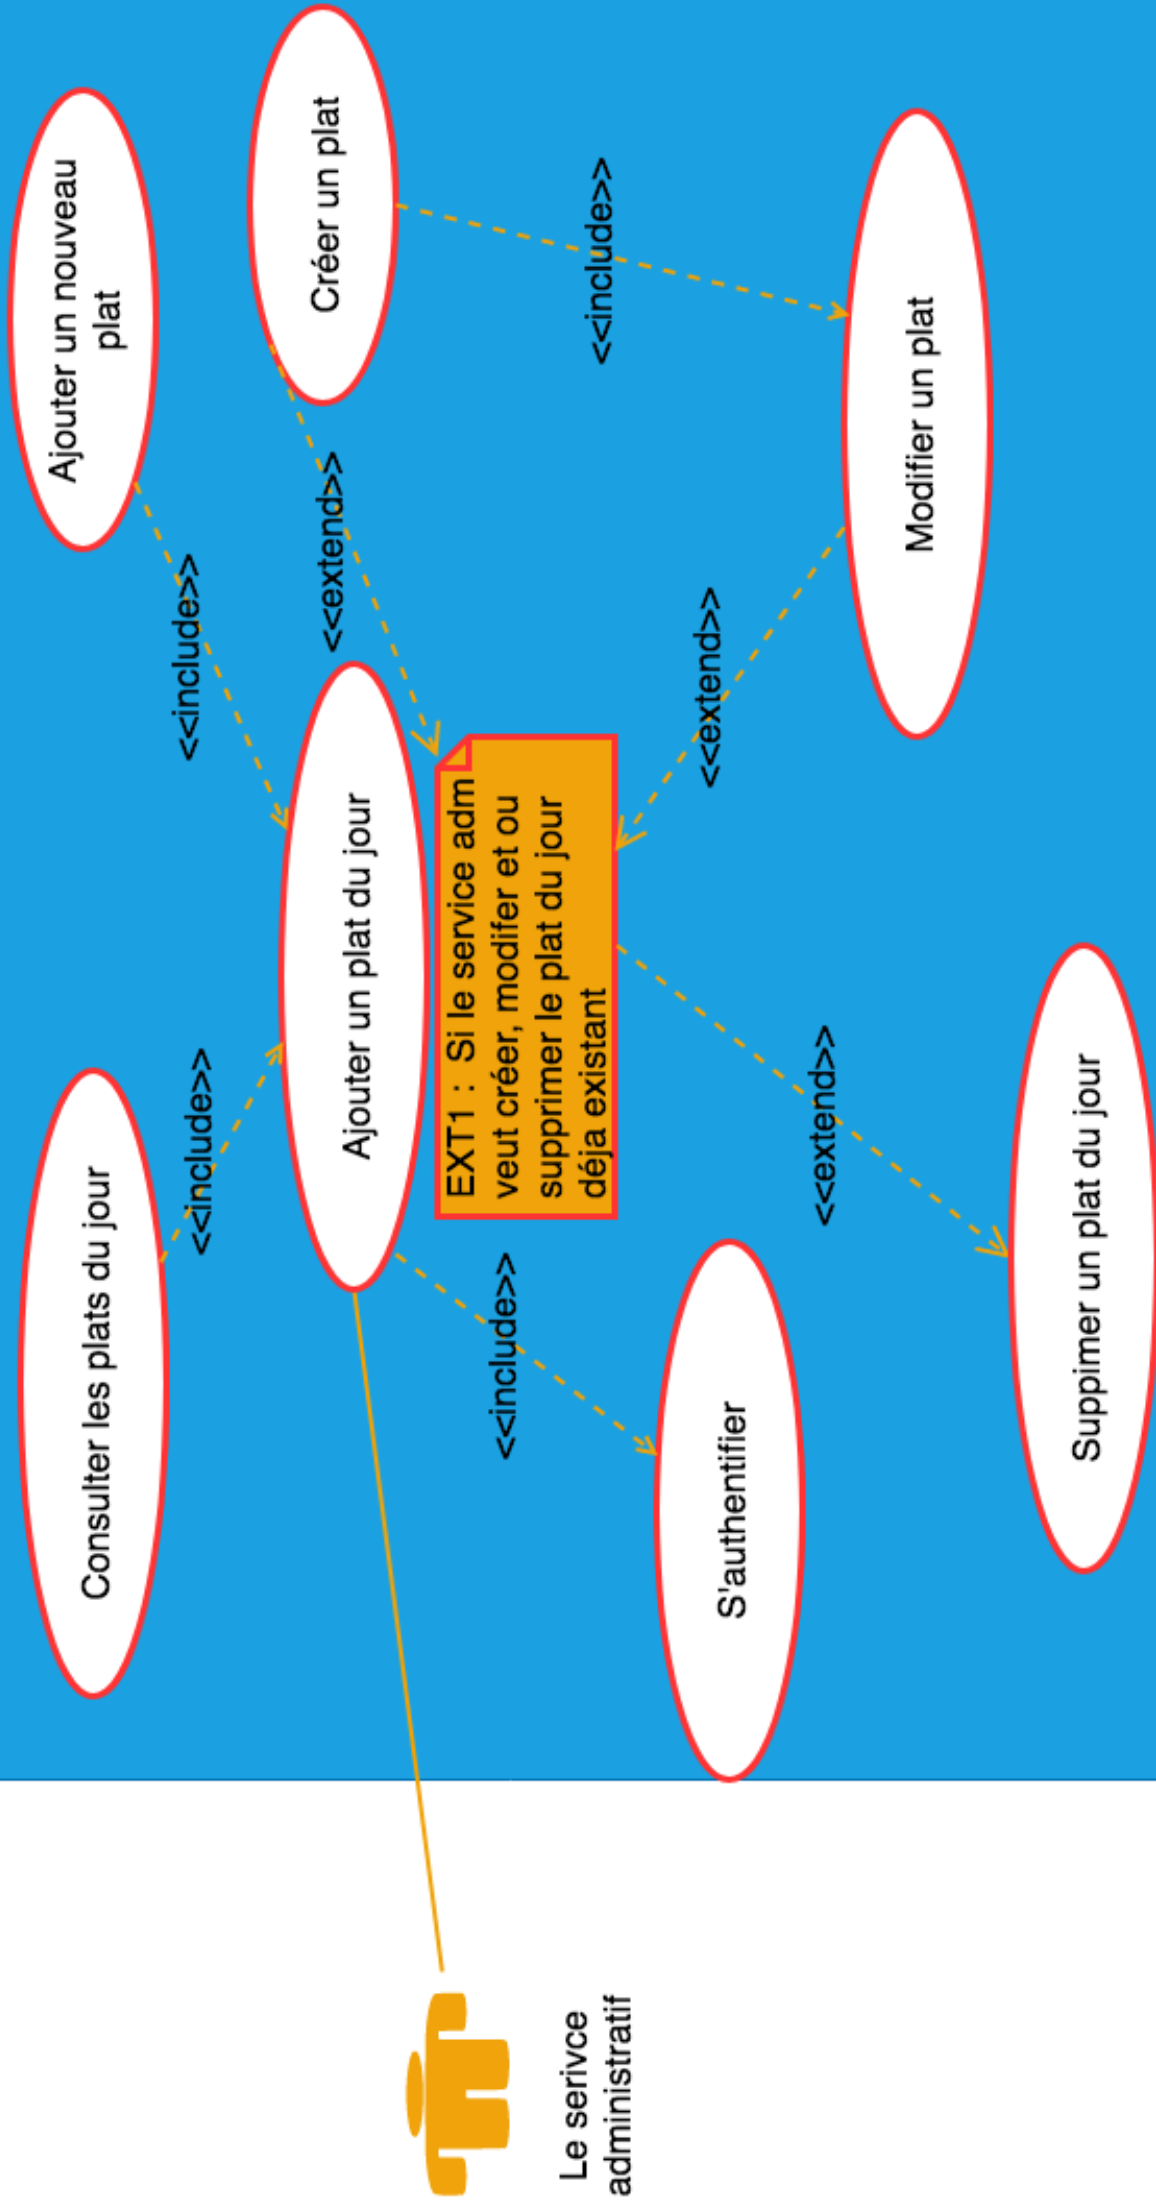 Consulter les plats du jour
<<include>>
Ajouter un nouveau
plat
<<include>>
Créer un plat
<<extend>>
Ajouter un plat du jour
EXT1 : Si le service adm
veut créer, modifer et ou
supprimer le plat du jour
déja existant
<<include>>
<<include>>
<<extend>>
Modifier un plat
S'authentifier
<<extend>>
Suppimer un plat du jour
Le serivce
administratif